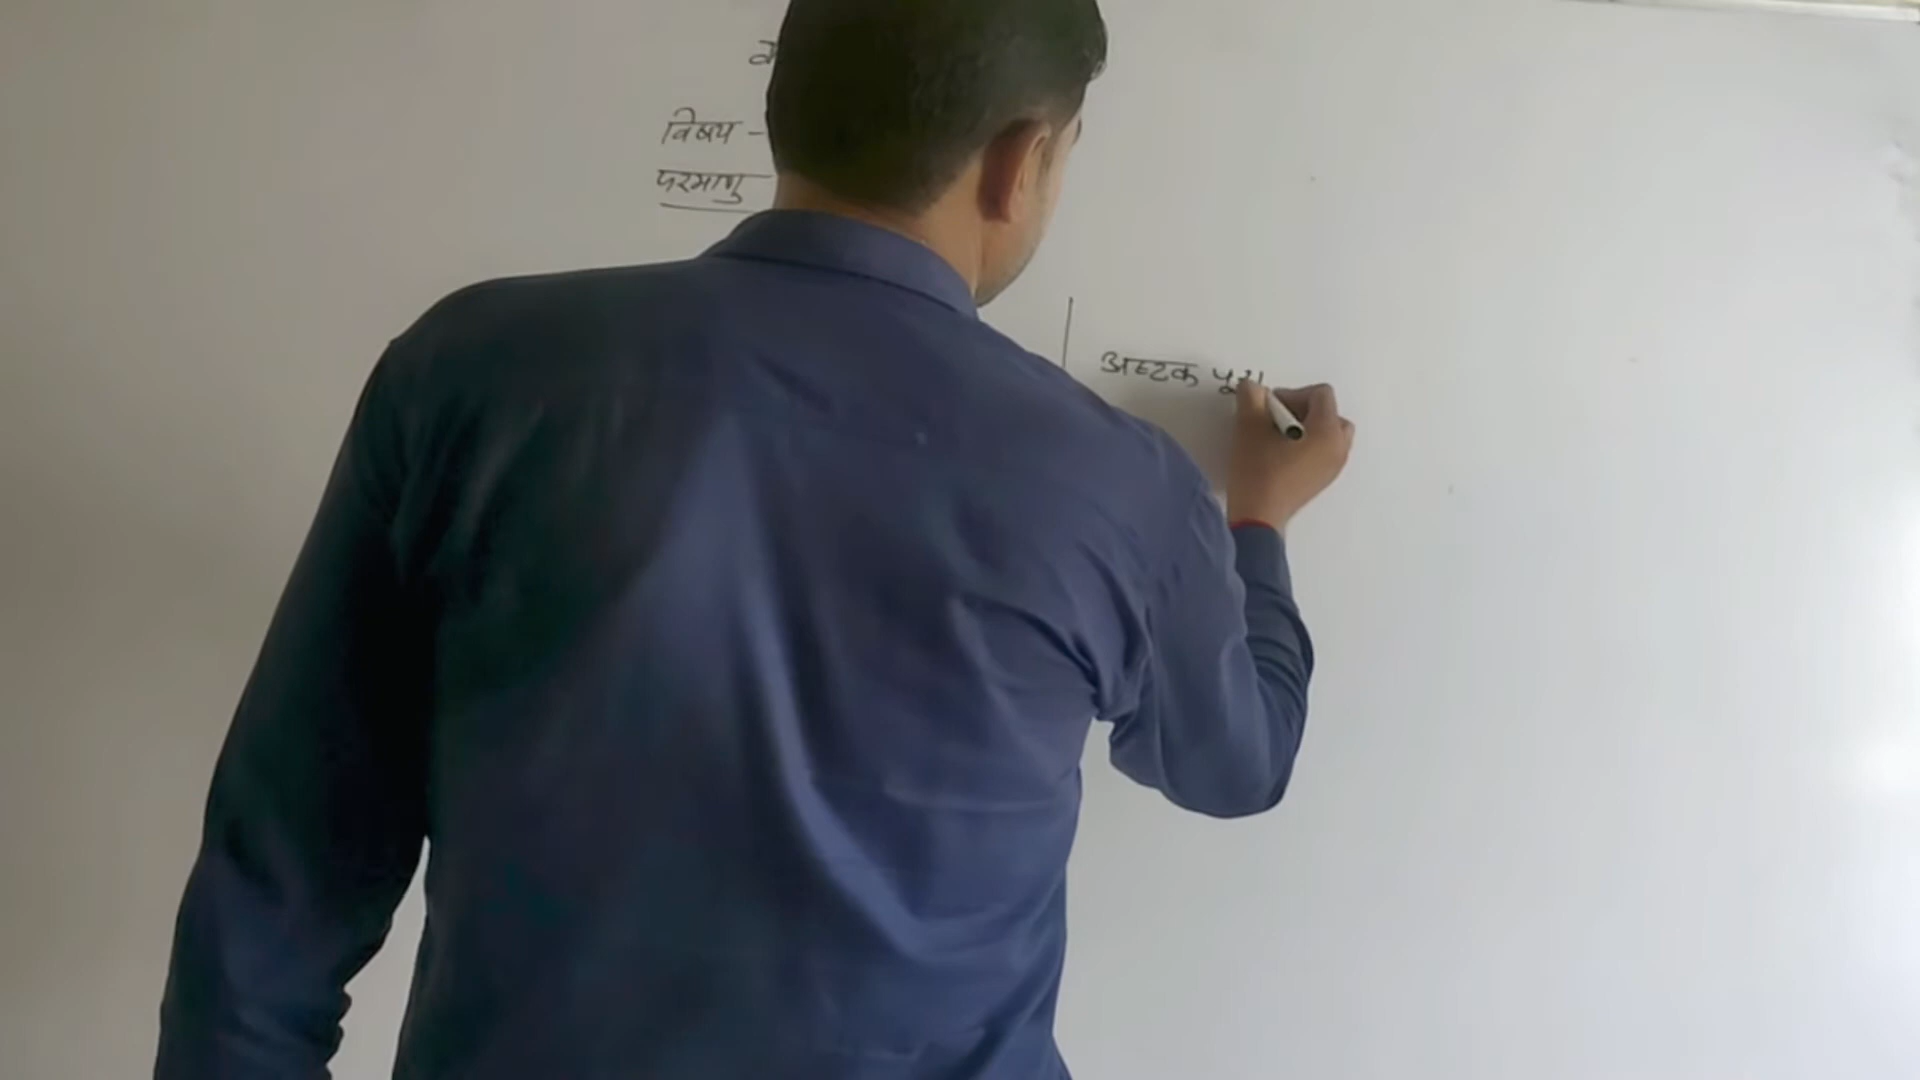 विषय -
परमाणु
अष्टक